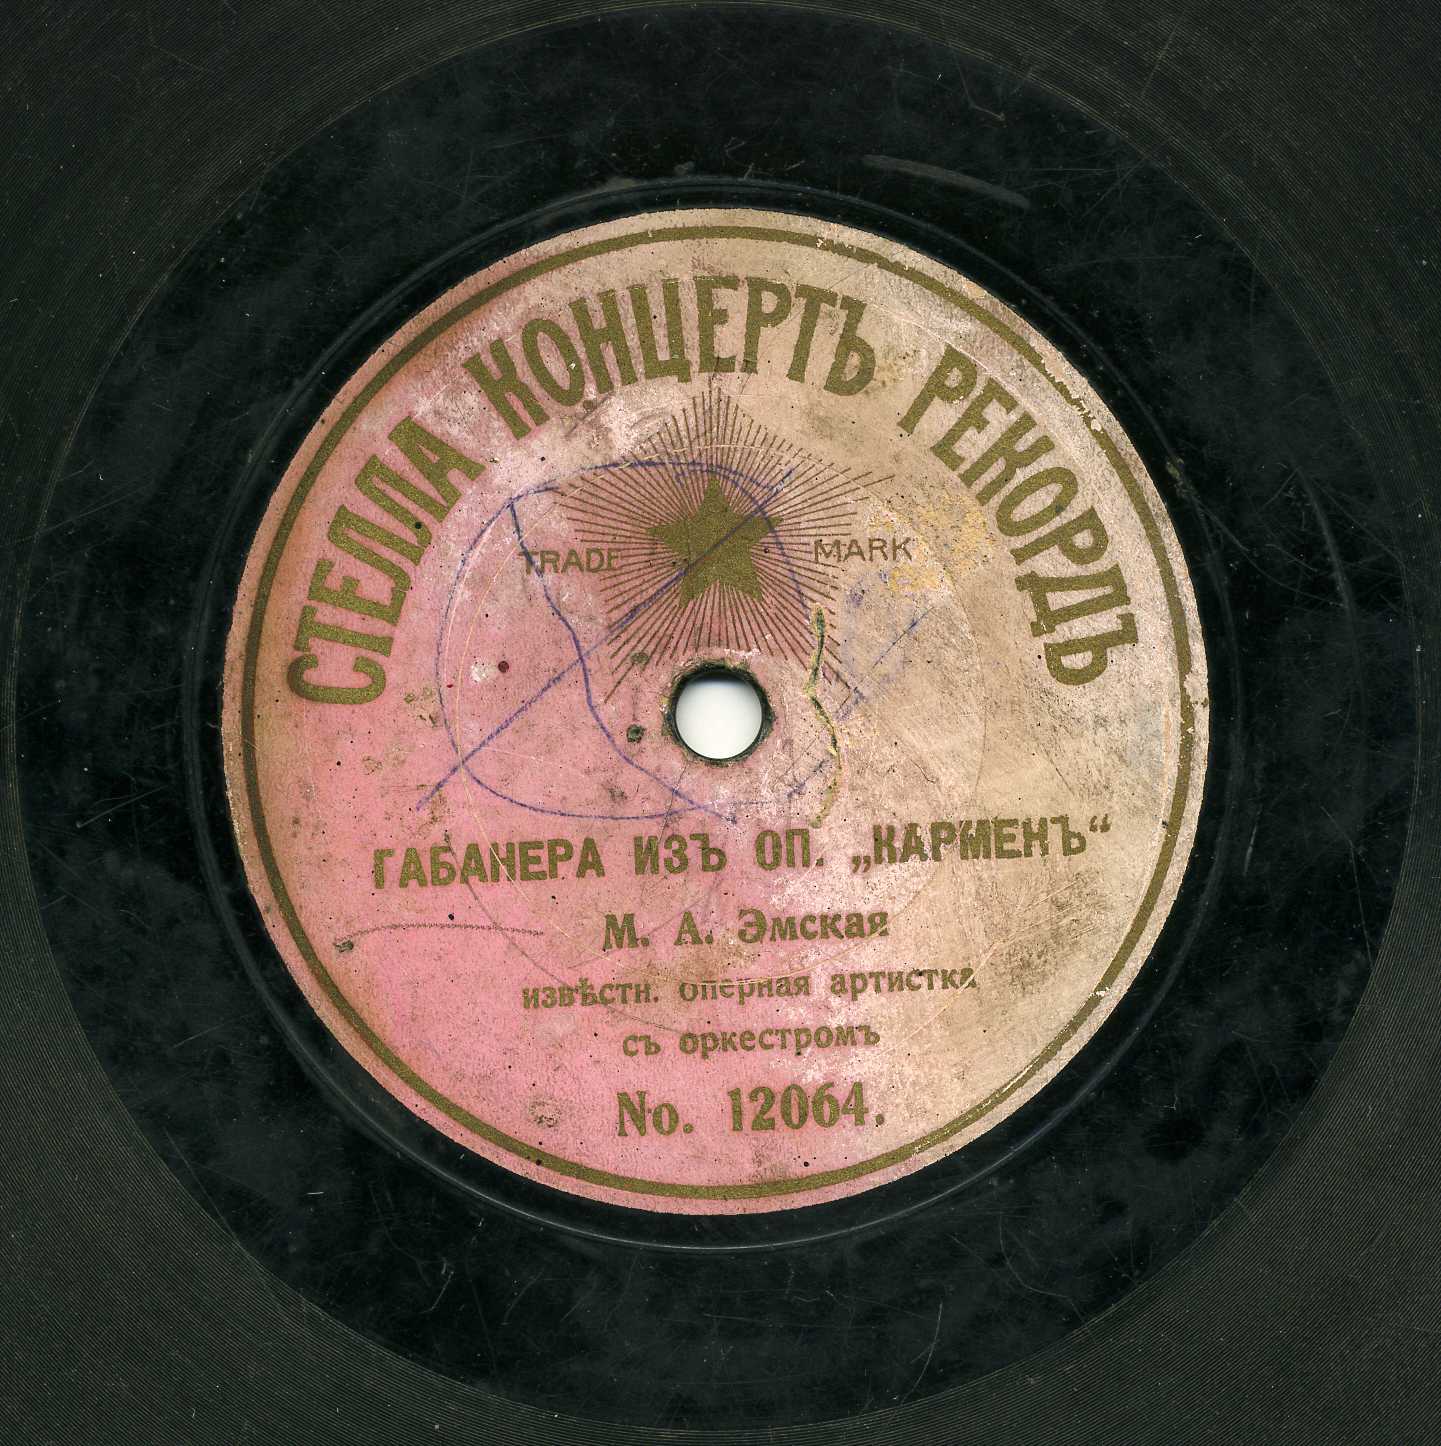 СТЕЛЛА КОНЦЕРТЪ РЕКОРДЪ
TRADE MARK
ГАБАНЕРА ИЗЪ ОП. „КАРМЕНЪ“
М. А. Эмская
извѣстн. оперная артистка
съ оркестромъ
No. 12064.